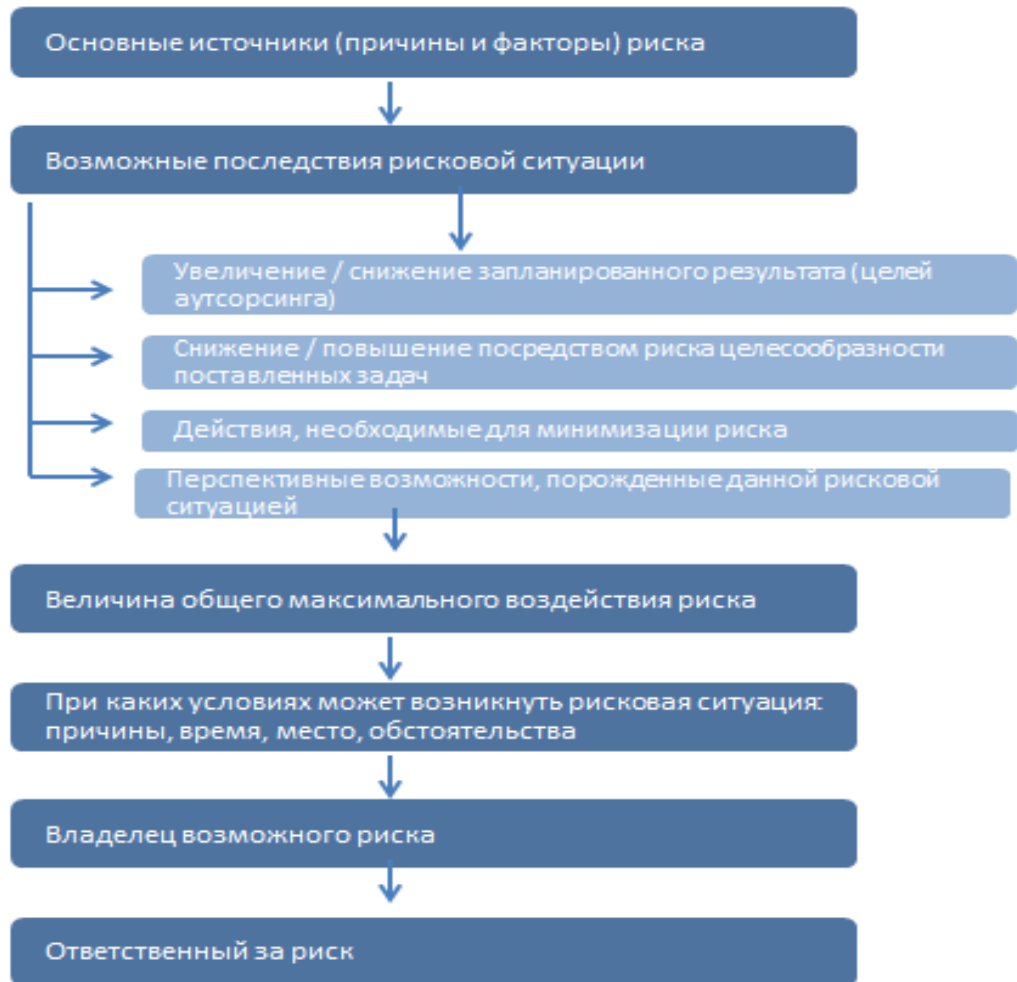 Основные источники (причины и факторы) риска
Возможные последствия рисковой ситуации
Увеличение / снижение запланированного результата (целей
аутсорсинга)
Снижение / повышение посредством риска целесообразности
поставленных задач
Действия, необходимые для минимизации риска
Перспективные возможности, порожденные данной рисковой
ситуацией
Величина общего максимального воздействия риска
При каких условиях может возникнуть рисковая ситуация:
причины, время, место, обстоятельства
Владелец возможного риска
Ответственный за риск